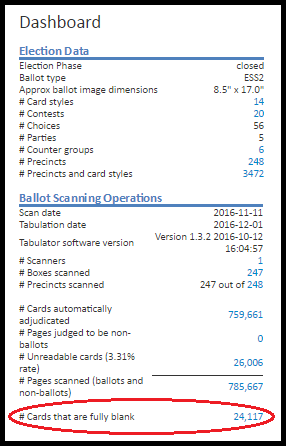 Dashboard
Election Data
Election Phase closed
Ballot type ESS2
Approx ballot image dimensions 8.5" x 17.0"
# Card styles 14
# Contests 20
# Choices 56
# Parties 5
# Counter groups 6
# Precincts 248
# Precincts and card styles 3472
Ballot Scanning Operations
Scan date 2016-11-11
Tabulation date 2016-12-01
Tabulator software version Version 1.3.2 2016-10-12
16:04:57
# Scanners 1
# Boxes scanned 247
# Precincts scanned 247 out of 248
# Cards automatically
adjudicated 759,661
# Pages judged to be non-
ballots 0
# Unreadable cards (3.31%
rate) 26,006
# Pages scanned (ballots and
non-ballots) 785,667
# Cards that are fully blank 24,117